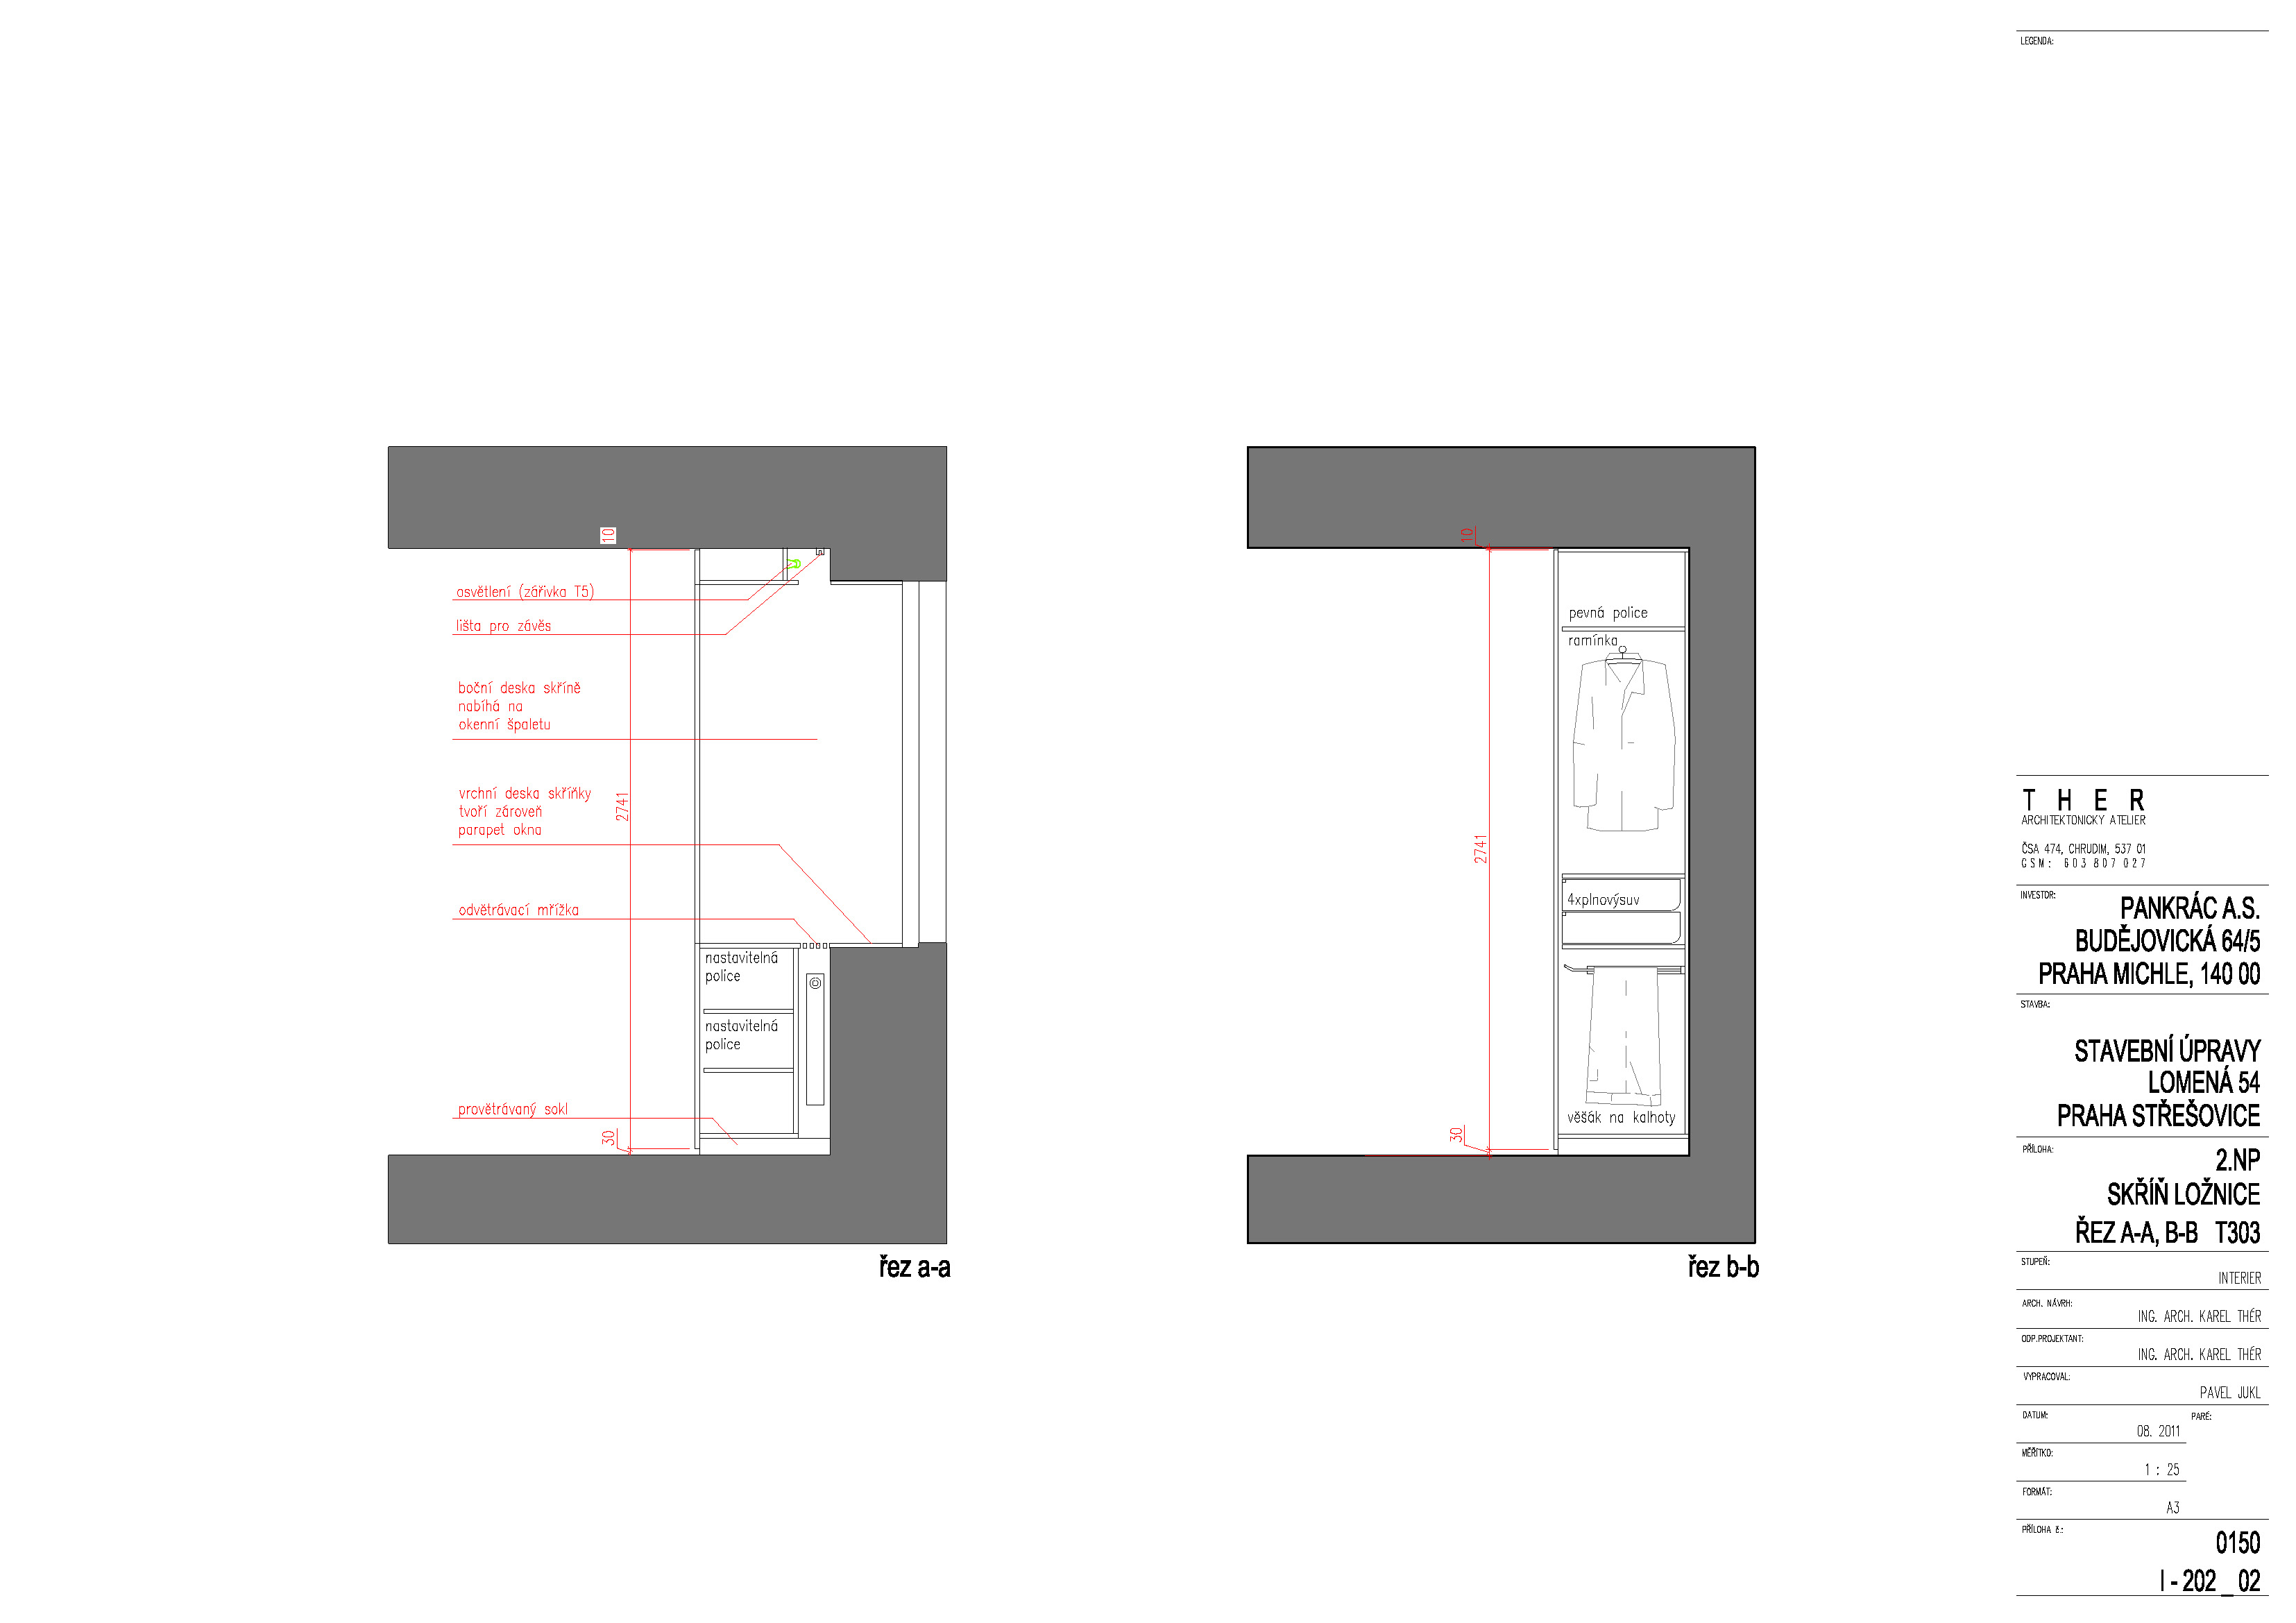 10
osvětlení (zářivka T5)
lišta pro závěs
boční deska skříně
nabíhá na
okenní špaletu
vrchní deska skříňky
tvoří zároveň
parapet okna
2741
odvětrávací mřížka
nastavitelná
police
nastavitelná
police
provětrávaný sokl
30
řez a-a
10
pevná police
ramínka
2741
4xplnovýsuv
věšák na kalhoty
30
řez b-b
LEGENDA:
T H E R
ARCHITEKTONICKY ATELIER
ČSA 474, CHRUDIM, 537 01
GSM: 603 807 027
INVESTOR:
PANKRÁC A.S.
BUDĚJOVICKÁ 64/5
PRAHA MICHLE, 140 00
STAVBA:
STAVEBNÍ ÚPRAVY
LOMENÁ 54
PRAHA STŘEŠOVICE
PŘÍLOHA:
2.NP
SKŘÍŇ LOŽNICE
ŘEZ A-A, B-B T303
STUPEŇ:
INTERIER
ARCH. NÁVRH:
ING. ARCH. KAREL THÉR
ODP.PROJEKTANT:
ING. ARCH. KAREL THÉR
VYPRACOVAL:
PAVEL JUKL
DATUM:
PARÉ:
08. 2011
MĚŘÍTKO:
1 : 25
FORMÁT:
A3
PŘÍLOHA č.:
0150
I - 202 _ 02